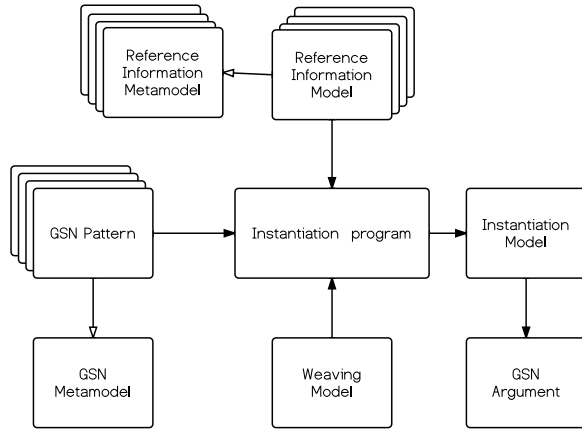 Reference
Information
Metamodel
Reference
Information
Model
GSN Pattern
Instantiation program
Instantiation
Model
GSN
Metamodel
Weaving
Model
GSN
Argument